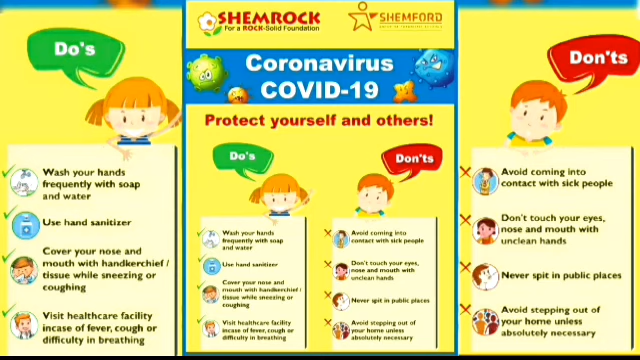 Do's
Wash your hands
frequently with soap
and water
Use hand sanitizer
Cover your nose and
mouth with handkerchief /
tissue while sneezing or
coughing
Visit healthcare facility
incase of fever, cough or
difficulty in breathing
SHEMROCK
For a ROCK-Solid Foundation
SHEMFORD
Coronavirus
COVID-19
Protect yourself and others!
Do's
Don'ts
Wash your hands
frequently with soap
and water
Use hand sanitizer
Cover your nose and
mouth with handkerchief /
tissue while sneezing or
coughing
Visit healthcare facility
incase of fever, cough or
difficulty in breathing
Avoid coming into
contact with sick people
Don't touch your eyes,
nose and mouth with
unclean hands
Never spit in public places
Avoid stepping out of
your home unless
absolutely necessary
Don'ts
Avoid coming into
contact with sick people
Don't touch your eyes,
nose and mouth with
unclean hands
Never spit in public places
Avoid stepping out of
your home unless
absolutely necessary